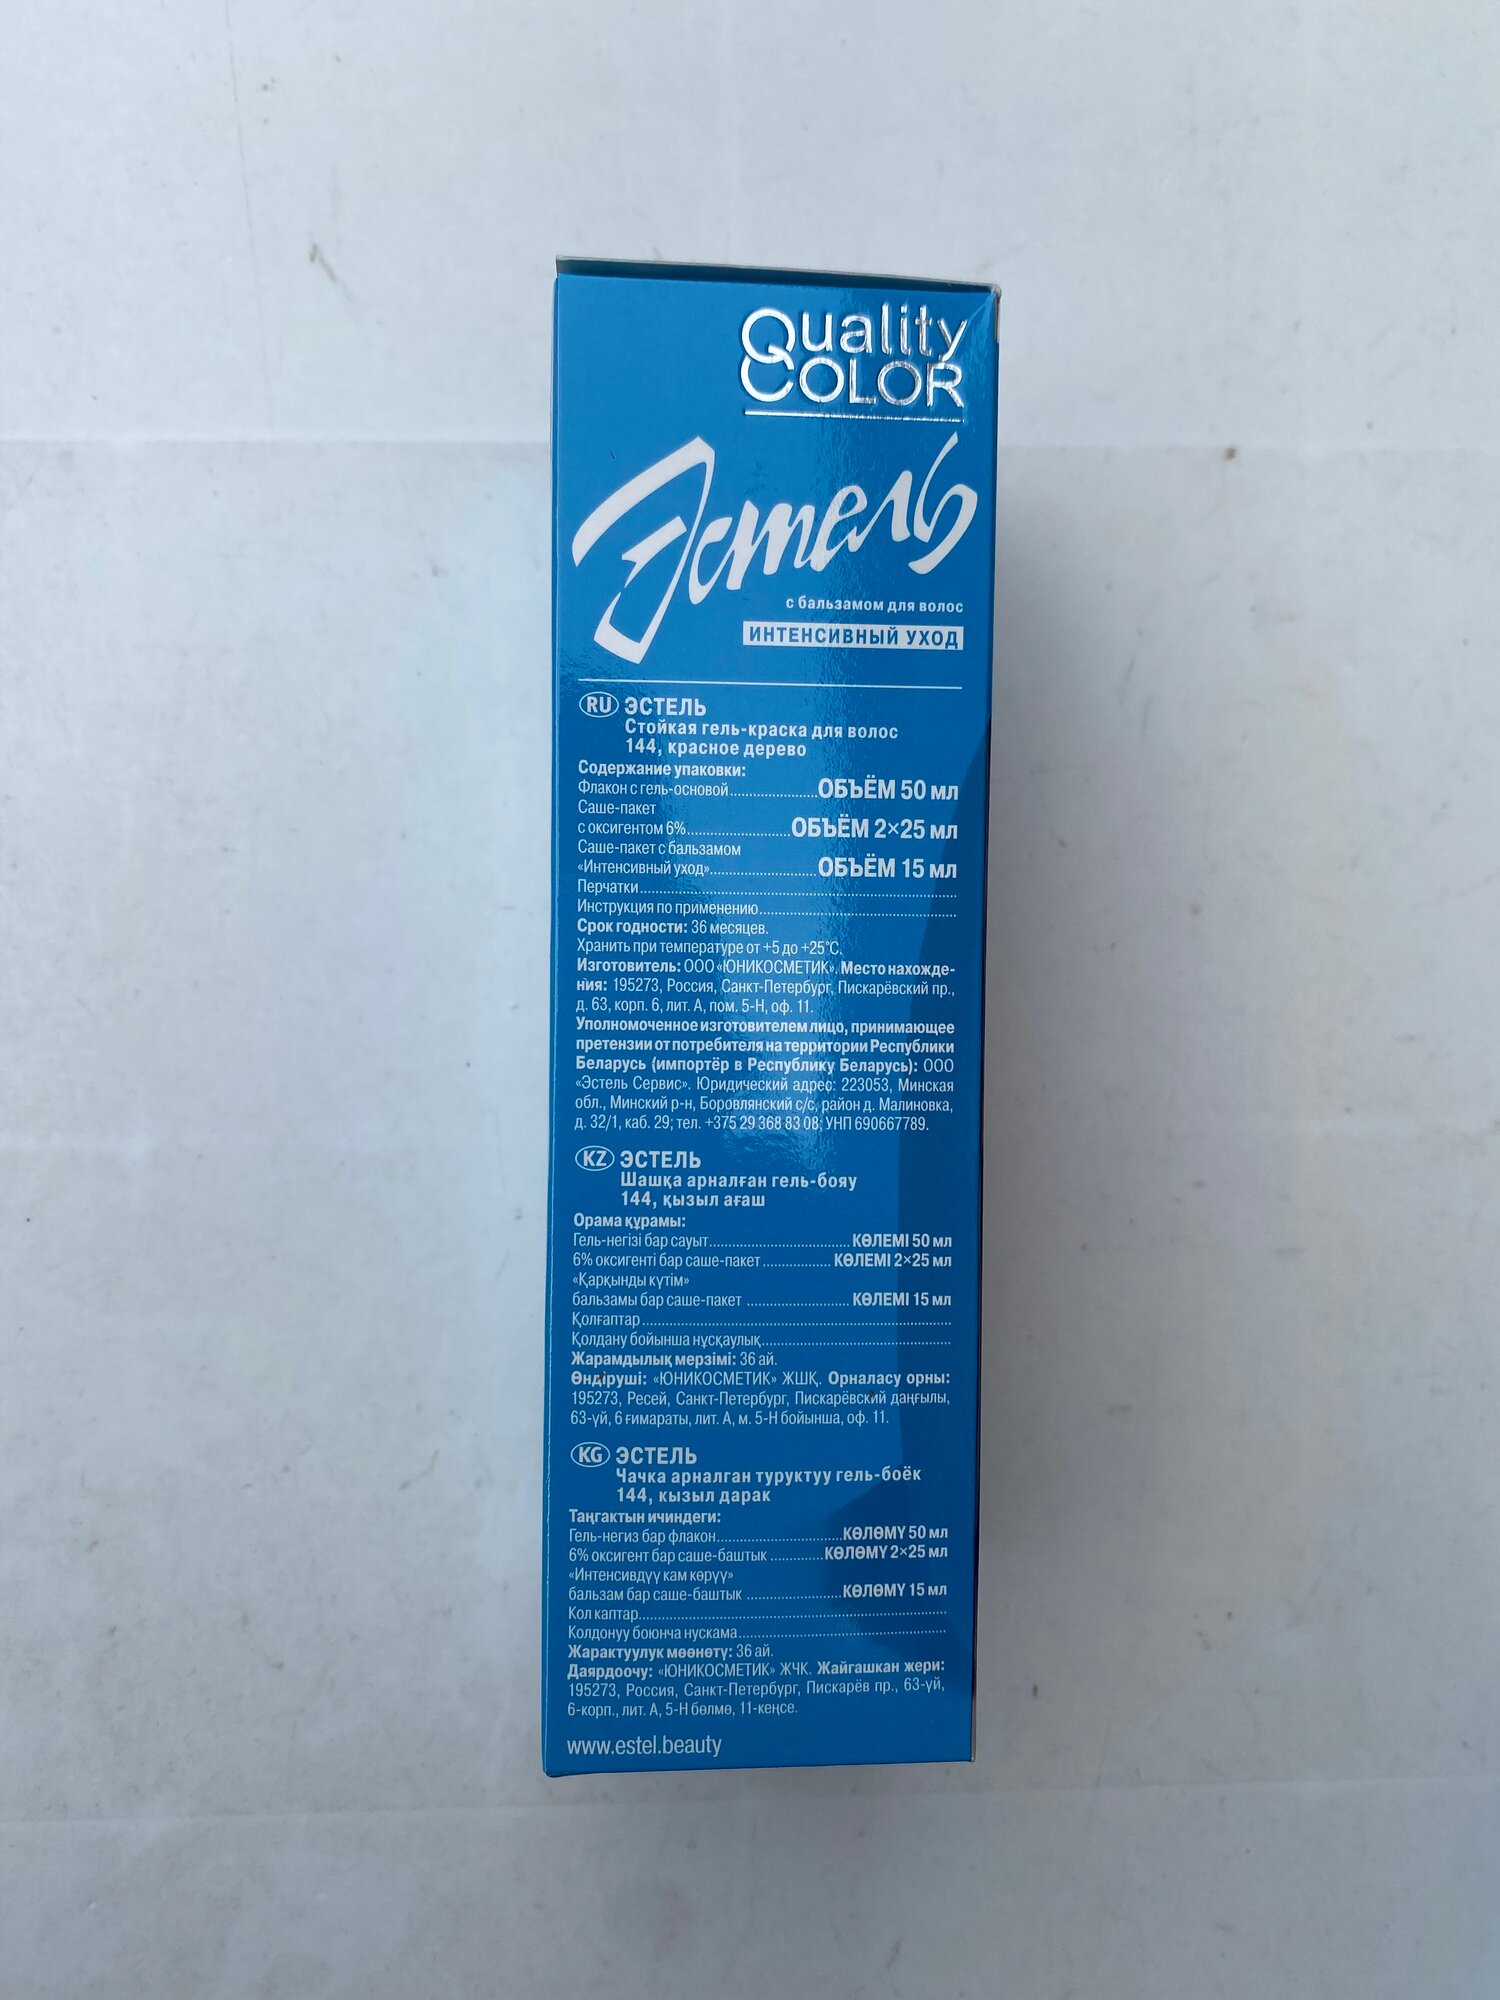 Quality
COLOR
Эстель
с бальзамом для волос
ИНТЕНСИВНЫЙ УХОД
RU ЭСТЕЛЬ
Стойкая гель-краска для волос
144, красное дерево
Содержание упаковки:
Флакон с гель-основой....................ОБЪЁМ 50 мл
Саше-пакет
с оксигентом 6%........................ОБЪЁМ 2×25 мл
Саше-пакет с бальзамом
«Интенсивный уход»........................ОБЪЁМ 15 мл
Перчатки........................................................................
Инструкция по применению.............................................
Срок годности: 36 месяцев.
Хранить при температуре от +5 до +25°C.
Изготовитель: ООО «ЮНИКОСМЕТИК». Место нахожде-
ния: 195273, Россия, Санкт-Петербург, Пискарёвский пр.,
д. 63, корп. 6, лит. А, пом. 5-Н, оф. 11.
Уполномоченное изготовителем лицо, принимающее
претензии от потребителя на территории Республики
Беларусь (импортёр в Республику Беларусь): ООО
«Эстель Сервис». Юридический адрес: 223053, Минская
обл., Минский р-н, Боровлянский с/с, район д. Малиновка,
д. 32/1, каб. 29; тел. +375 29 368 83 08; УНП 690667789.
KZ ЭСТЕЛЬ
Шашқа арналған гель-бояу
144, қызыл ағаш
Орама құрамы:
Гель-негізі бар сауыт................................КӨЛЕМІ 50 мл
6% оксигенті бар саше-пакет.................КӨЛЕМІ 2×25 мл
«Қарқынды күтім»
бальзамы бар саше-пакет .........................КӨЛЕМІ 15 мл
Қолғаптар........................................................................
Қолдану бойынша нұсқаулық.............................................
Жарамдылық мерзімі: 36 ай.
Өндіруші: «ЮНИКОСМЕТИК» ЖШҚ. Орналасу орны:
195273, Ресей, Санкт-Петербург, Пискарёвский даңғылы,
63-үй, 6 ғимараты, лит. А, м. 5-Н бойынша, оф. 11.
KG ЭСТЕЛЬ
Чачка арналган туруктуу гель-боёк
144, кызыл дарак
Таңгактын ичиндеги:
Гель-негиз бар флакон..............................КӨЛӨМҮ 50 мл
6% оксигент бар саше-баштык .............КӨЛӨМҮ 2×25 мл
«Интенсивдүү кам көрүү»
бальзам бар саше-баштык .......................КӨЛӨМҮ 15 мл
Кол каптар........................................................................
Колдонуу боюнча нускама..................................................
Жарактуулук мөөнөтү: 36 ай.
Даярдоочу: «ЮНИКОСМЕТИК» ЖЧК. Жайгашкан жери:
195273, Россия, Санкт-Петербург, Пискарёв пр., 63-үй,
6-корп., лит. А, 5-Н бөлмө, 11-кеңсе.
www.estel.beauty